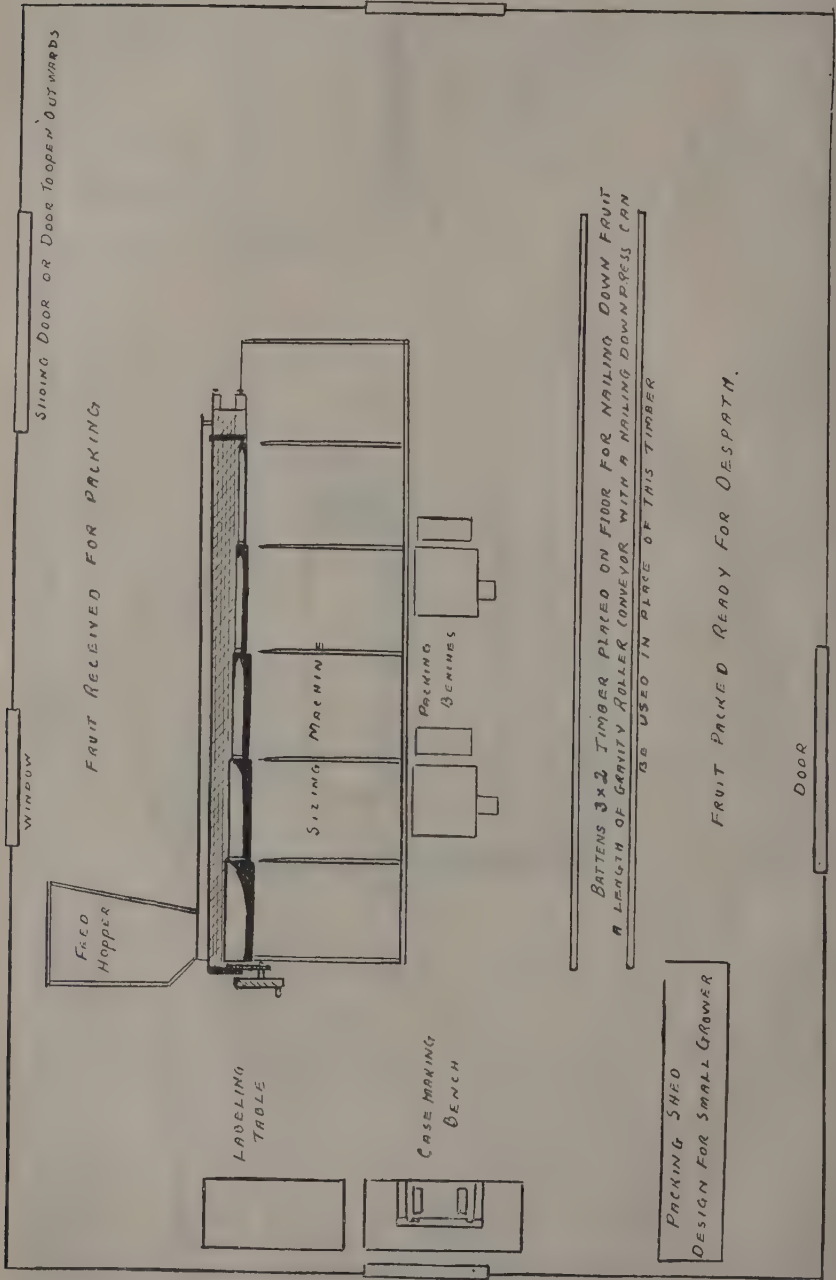 SLIDING DOOR OR DOOR TO OPEN OUTWARDS
WINDOW
FRUIT RECEIVED FOR PACKING
FEED
HOPPER
SIZING MACHINE
PACKING
BENCHES
LABELING
TABLE
CASE MAKING
BENCH
BATTENS 3×2 TIMBER PLACED ON FLOOR FOR NAILING DOWN FRUIT
A LENGTH OF GRAVITY ROLLER CONVEYOR WITH A NAILING DOWN PRESS CAN
BE USED IN PLACE OF THIS TIMBER
FRUIT PACKED READY FOR DESPATH.
DOOR
PACKING SHED
DESIGN FOR SMALL GROWER